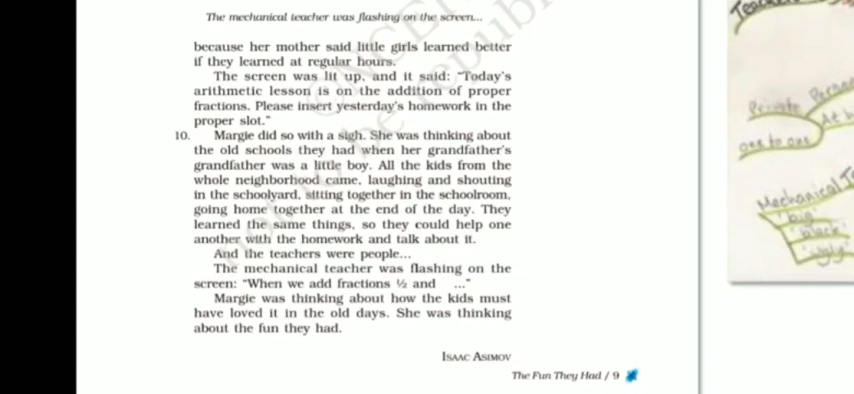 The mechanical teacher was flashing on the screen...
because her mother said little girls learned better
if they learned at regular hours.
The screen was lit up, and it said: "Today's
arithmetic lesson is on the addition of proper
fractions. Please insert yesterday's homework in the
proper slot."
10. Margie did so with a sigh. She was thinking about
the old schools they had when her grandfather's
grandfather was a little boy. All the kids from the
whole neighborhood came, laughing and shouting
in the schoolyard, sitting together in the schoolroom,
going home together at the end of the day. They
learned the same things, so they could help one
another with the homework and talk about it.
And the teachers were people...
The mechanical teacher was flashing on the
screen: "When we add fractions ½ and ..."
Margie was thinking about how the kids must
have loved it in the old days. She was thinking
about the fun they had.
ISAAC ASIMOV
The Fun They Had / 9
not to be republi
Private
At
one to one
Mechanical
'big'
'black'
'ugly'